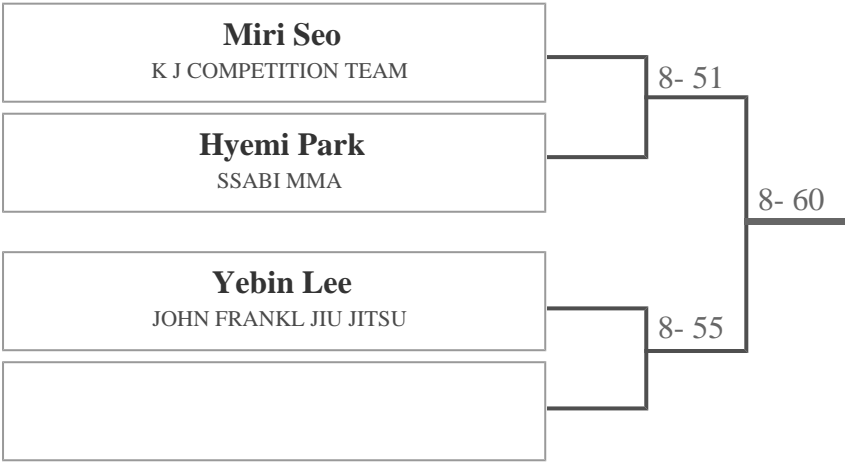 Miri Seo
K J COMPETITION TEAM
8- 51
Hyemi Park
SSABI MMA
8- 60
Yebin Lee
JOHN FRANKL JIU JITSU
8- 55